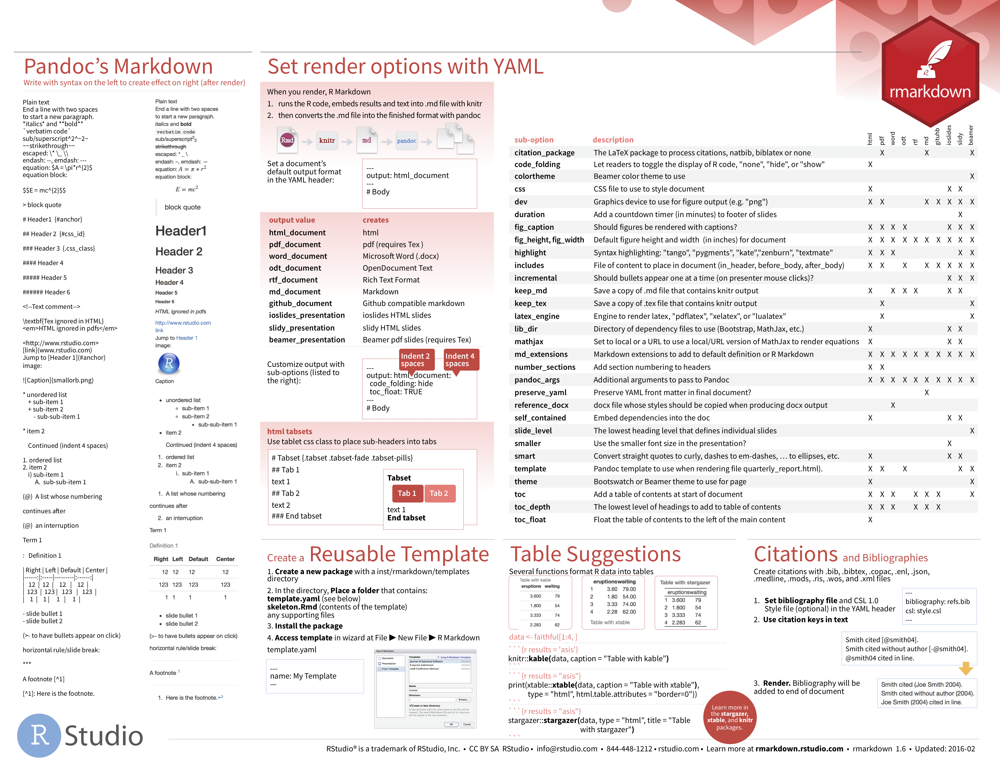 rmarkdown
Pandoc’s Markdown
Write with syntax on the left to create effect on right (after render)
Plain text
End a line with two spaces
to start a new paragraph.
*italics* and **bold**
`verbatim code`
sub/superscript^2^~2~
~~strikethrough~~
escaped: \* \_ \\
endash: --, emdash: ---
equation: $A = \pi*r^{2}$
equation block:
$$E = mc^{2}$$
> block quote
# Header1 {#anchor}
## Header 2 {#css_id}
### Header 3 {.css_class}
#### Header 4
##### Header 5
###### Header 6
<!--Text comment-->
\textbf{Tex ignored in HTML}
<em>HTML ignored in pdfs</em>
<http://www.rstudio.com>
[link](www.rstudio.com)
Jump to [Header 1](#anchor)
image:
![Caption](smallorb.png)
* unordered list
+ sub-item 1
+ sub-item 2
- sub-sub-item 1
* item 2
Continued (indent 4 spaces)
1. ordered list
2. item 2
i) sub-item 1
A. sub-sub-item 1
(@) A list whose numbering
continues after
(@) an interruption
Term 1
: Definition 1
| Right | Left | Default | Center |
|------:|:-----|---------|:------:|
| 12 | 12 | 12 | 12 |
| 123 | 123 | 123 | 123 |
| 1 | 1 | 1 | 1 |
- slide bullet 1
- slide bullet 2
(>- to have bullets appear on click)
horizontal rule/slide break:
***
A footnote [^1]
[^1]: Here is the footnote.
Plain text
End a line with two spaces
to start a new paragraph.
italics and bold
verbatim code
sub/superscript²₂
strikethrough
escaped: * _ \
endash: –, emdash: —
equation: A = π * r²
equation block:
E = mc²
block quote
Header1
Header 2
Header 3
Header 4
Header 5
Header 6
HTML ignored in pdfs
http://www.rstudio.com
link
Jump to Header 1
image:
R
Caption
• unordered list
◦ sub-item 1
◦ sub-item 2
▪ sub-sub-item 1
• item 2
Continued (indent 4 spaces)
1. ordered list
2. item 2
i. sub-item 1
A. sub-sub-item 1
1. A list whose numbering
continues after
2. an interruption
Term 1
Definition 1
Right Left Default Center
12 12 12 12
123 123 123 123
1 1 1 1
• slide bullet 1
• slide bullet 2
(>- to have bullets appear on click)
horizontal rule/slide break:
A footnote ¹
1. Here is the footnote.↩
Set render options with YAML
When you render, R Markdown
1. runs the R code, embeds results and text into .md file with knitr
2. then converts the .md file into the finished format with pandoc
Rmd knitr md pandoc
Set a document’s
default output format
in the YAML header:
---
output: html_document
---
# Body
output value creates
html_document html
pdf_document pdf (requires Tex )
word_document Microsoft Word (.docx)
odt_document OpenDocument Text
rtf_document Rich Text Format
md_document Markdown
github_document Github compatible markdown
ioslides_presentation ioslides HTML slides
slidy_presentation slidy HTML slides
beamer_presentation Beamer pdf slides (requires Tex)
Customize output with
sub-options (listed to
the right):
Indent 2
spaces
Indent 4
spaces
---
output: html_document:
code_folding: hide
toc_float: TRUE
---
# Body
html tabsets
Use tablet css class to place sub-headers into tabs
# Tabset {.tabset .tabset-fade .tabset-pills}
## Tab 1
text 1
## Tab 2
text 2
### End tabset
Tabset
Tab 1 Tab 2
text 1
End tabset
sub-option description html pdf word odt rtf md gituhb ioslides slidy beamer
citation_package The LaTeX package to process citations, natbib, biblatex or none X X X
code_folding Let readers to toggle the display of R code, "none", "hide", or "show" X
colortheme Beamer color theme to use X
css CSS file to use to style document X X X
dev Graphics device to use for figure output (e.g. "png") X X X X X X X
duration Add a countdown timer (in minutes) to footer of slides X
fig_caption Should figures be rendered with captions? X X X X X X X
fig_height, fig_width Default figure height and width (in inches) for document X X X X X X X X X X
highlight Syntax highlighting: "tango", "pygments", "kate","zenburn", "textmate" X X X X X
includes File of content to place in document (in_header, before_body, after_body) X X X X X X X X
incremental Should bullets appear one at a time (on presenter mouse clicks)? X X X
keep_md Save a copy of .md file that contains knitr output X X X X X X
keep_tex Save a copy of .tex file that contains knitr output X X
latex_engine Engine to render latex, "pdflatex", "xelatex", or "lualatex" X X
lib_dir Directory of dependency files to use (Bootstrap, MathJax, etc.) X X X
mathjax Set to local or a URL to use a local/URL version of MathJax to render equations X X X
md_extensions Markdown extensions to add to default definition or R Markdown X X X X X X X X X X
number_sections Add section numbering to headers X X
pandoc_args Additional arguments to pass to Pandoc X X X X X X X X X X
preserve_yaml Preserve YAML front matter in final document? X
reference_docx docx file whose styles should be copied when producing docx output X
self_contained Embed dependencies into the doc X X X
slide_level The lowest heading level that defines individual slides X
smaller Use the smaller font size in the presentation? X
smart Convert straight quotes to curly, dashes to em-dashes, … to ellipses, etc. X X X
template Pandoc template to use when rendering file quarterly_report.html). X X X X X
theme Bootswatch or Beamer theme to use for page X X
toc Add a table of contents at start of document X X X X X X X
toc_depth The lowest level of headings to add to table of contents X X X X X X
toc_float Float the table of contents to the left of the main content X
Create a Reusable Template
1. Create a new package with a inst/rmarkdown/templates
directory
2. In the directory, Place a folder that contains:
template.yaml (see below)
skeleton.Rmd (contents of the template)
any supporting files
3. Install the package
4. Access template in wizard at File ▶ New File ▶ R Markdown
template.yaml
---
name: My Template
—
New R Markdown
Document
Presentation
From Template
Template: Using R Markdown Templates
Journal of Statistical Software {rticles}
R Journal Submission {rticles}
useR Conference Abstract {rticles}
Name:
Untitled
Directory:
~ Browse...
Create in New Directory
A new directory with the same name as the file will be
created. The new R Markdown file and all its resources
will be placed in the new directory.
OK Cancel
Table Suggestions
Several functions format R data into tables
Table with kable
eruptions waiting
3.600 79
1.800 54
3.333 74
2.283 62
eruptionswaiting
1 3.60 79.00
2 1.80 54.00
3 3.33 74.00
4 2.28 62.00
Table with xtable
Table with stargazer
eruptionswaiting
1 3.600 79
2 1.800 54
3 3.333 74
4 2.283 62
data <- faithful[1:4, ]
```{r results = 'asis'}
knitr::kable(data, caption = "Table with kable”)
```
```{r results = "asis"}
print(xtable::xtable(data, caption = "Table with xtable”),
type = "html", html.table.attributes = "border=0"))
```
```{r results = "asis"}
stargazer::stargazer(data, type = "html", title = "Table
with stargazer")
```
Learn more in
the stargazer,
xtable, and knitr
packages.
Citations and Bibliographies
Create citations with .bib, .bibtex, .copac, .enl, .json,
.medline, .mods, .ris, .wos, and .xml files
1. Set bibliography file and CSL 1.0
Style file (optional) in the YAML header
2. Use citation keys in text
---
bibliography: refs.bib
csl: style.csl
---
Smith cited [@smith04].
Smith cited without author [-@smith04].
@smith04 cited in line.
3. Render. Bibliography will be
added to end of document
Smith cited (Joe Smith 2004).
Smith cited without author (2004).
Joe Smith (2004) cited in line.
R Studio
RStudio® is a trademark of RStudio, Inc. • CC BY SA RStudio • info@rstudio.com • 844-448-1212 • rstudio.com • Learn more at rmarkdown.rstudio.com • rmarkdown 1.6 • Updated: 2016-02